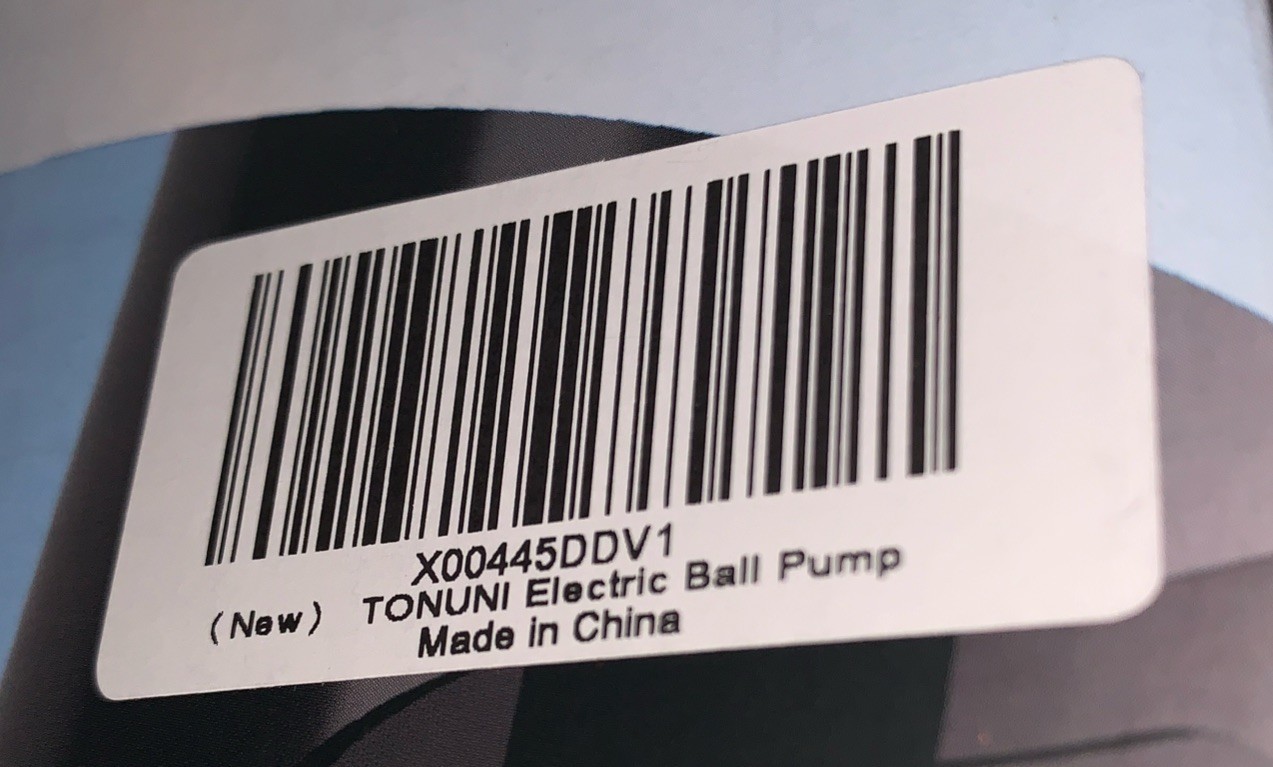 X00445DDV1
(New) TONUNI Electric Ball Pump
Made in China